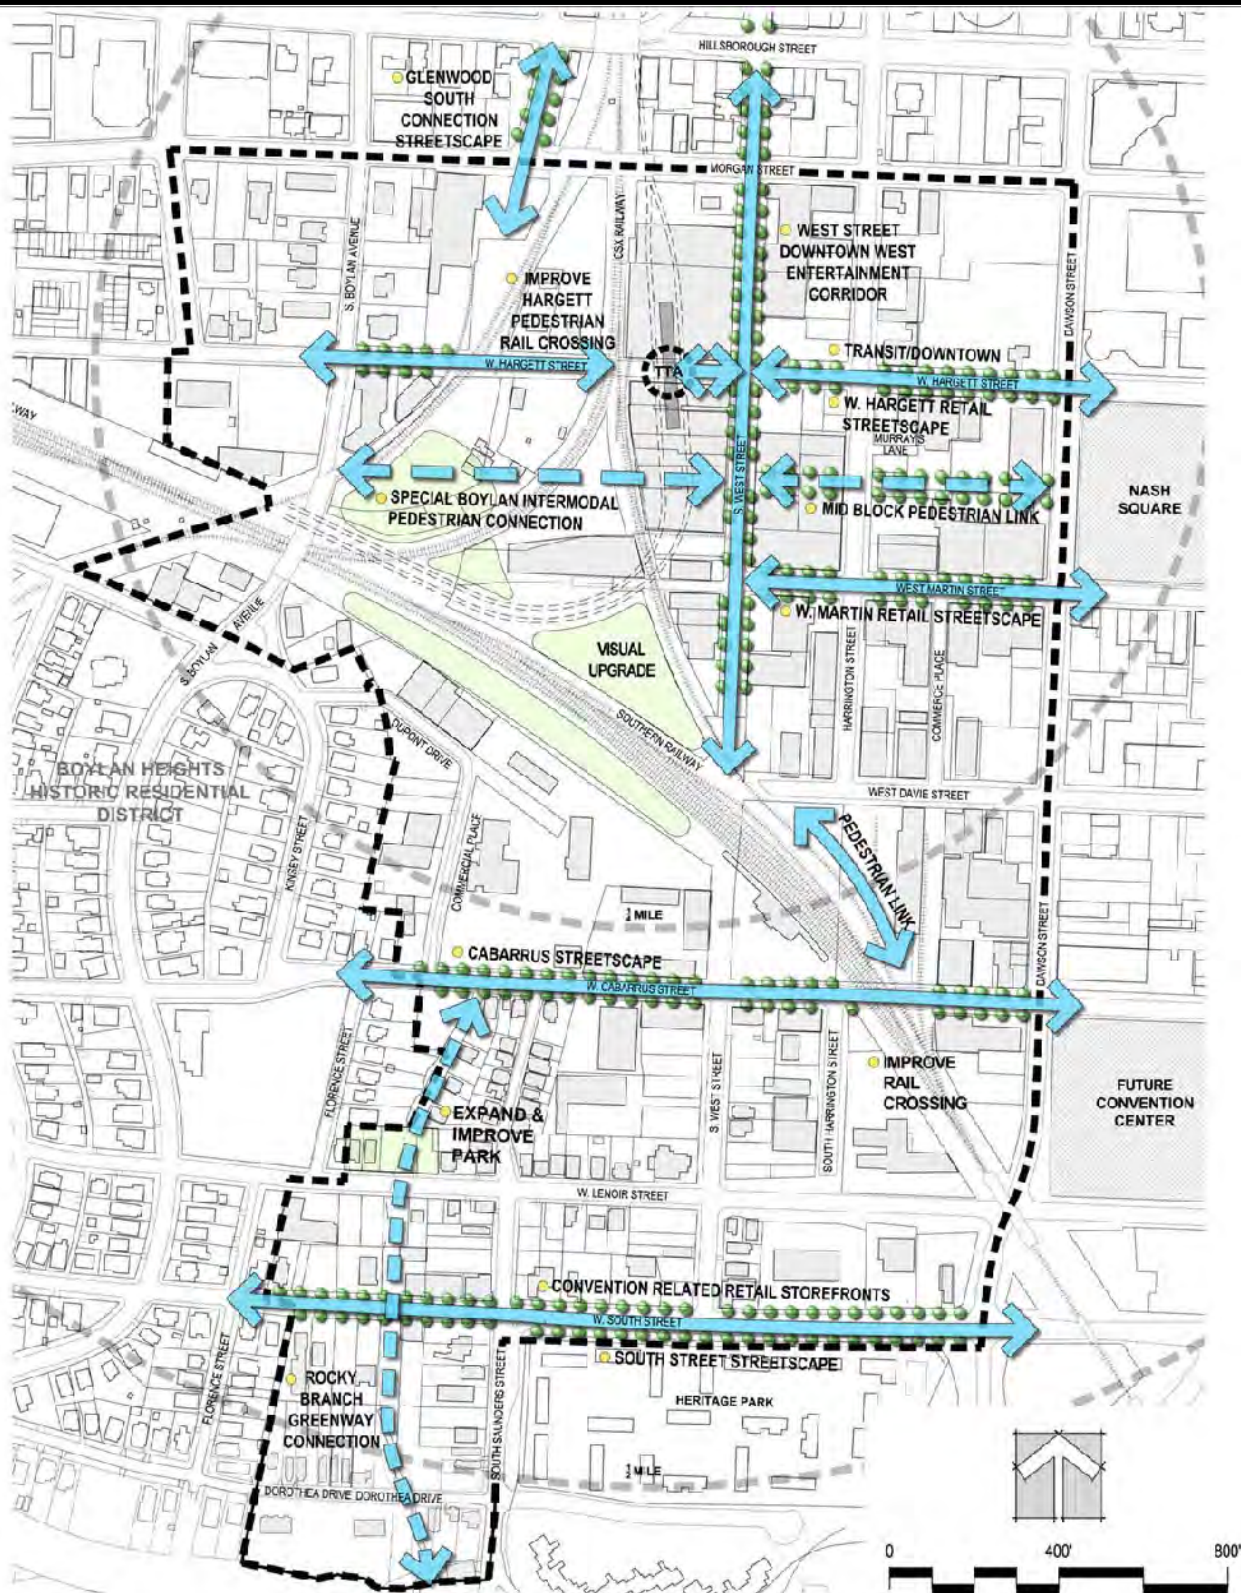 HILLSBOROUGH STREET
GLENWOOD
SOUTH
CONNECTION
STREETSCAPE
MORGAN STREET
S. BOYLAN AVENUE
CSX RAILWAY
WEST STREET
DOWNTOWN WEST
ENTERTAINMENT
CORRIDOR
DAWSON STREET
IMPROVE
HARGETT
PEDESTRIAN
RAIL CROSSING
W. HARGETT STREET
TTA
TRANSIT/DOWNTOWN
W. HARGETT STREET
W. HARGETT RETAIL
STREETSCAPE
MURRAY'S
LANE
S. WEST STREET
SPECIAL BOYLAN INTERMODAL
PEDESTRIAN CONNECTION
MID BLOCK PEDESTRIAN LINK
NASH
SQUARE
WEST MARTIN STREET
W. MARTIN RETAIL STREETSCAPE
S. BOYLAN
AVENUE
VISUAL
UPGRADE
HARRINGTON STREET
COMMERCE PLACE
DUPONT DRIVE
SOUTHERN RAILWAY
BOYLAN HEIGHTS
HISTORIC RESIDENTIAL
DISTRICT
WEST DAVIE STREET
KINSEY STREET
COMMERCIAL PLACE
PEDESTRIAN LINK
MILE
DAWSON STREET
CABARRUS STREETSCAPE
W. CABARRUS STREET
FLORENCE STREET
S. WEST STREET
SOUTH HARRINGTON STREET
IMPROVE
RAIL
CROSSING
FUTURE
CONVENTION
CENTER
EXPAND &
IMPROVE
PARK
W. LENOIR STREET
CONVENTION RELATED RETAIL STOREFRONTS
W. SOUTH STREET
SOUTH STREET STREETSCAPE
FLORENCE STREET
ROCKY
BRANCH
GREENWAY
CONNECTION
SOUTH SAUNDERS STREET
HERITAGE PARK
½ MILE
DOROTHEA DRIVE DOROTHEA DRIVE
0 400' 800'